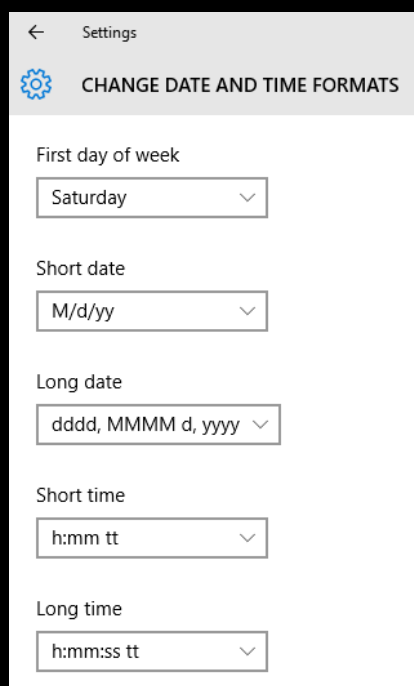 Settings
CHANGE DATE AND TIME FORMATS
First day of week
Saturday
Short date
M/d/yy
Long date
dddd, MMMM d, yyyy
Short time
h:mm tt
Long time
h:mm:ss tt